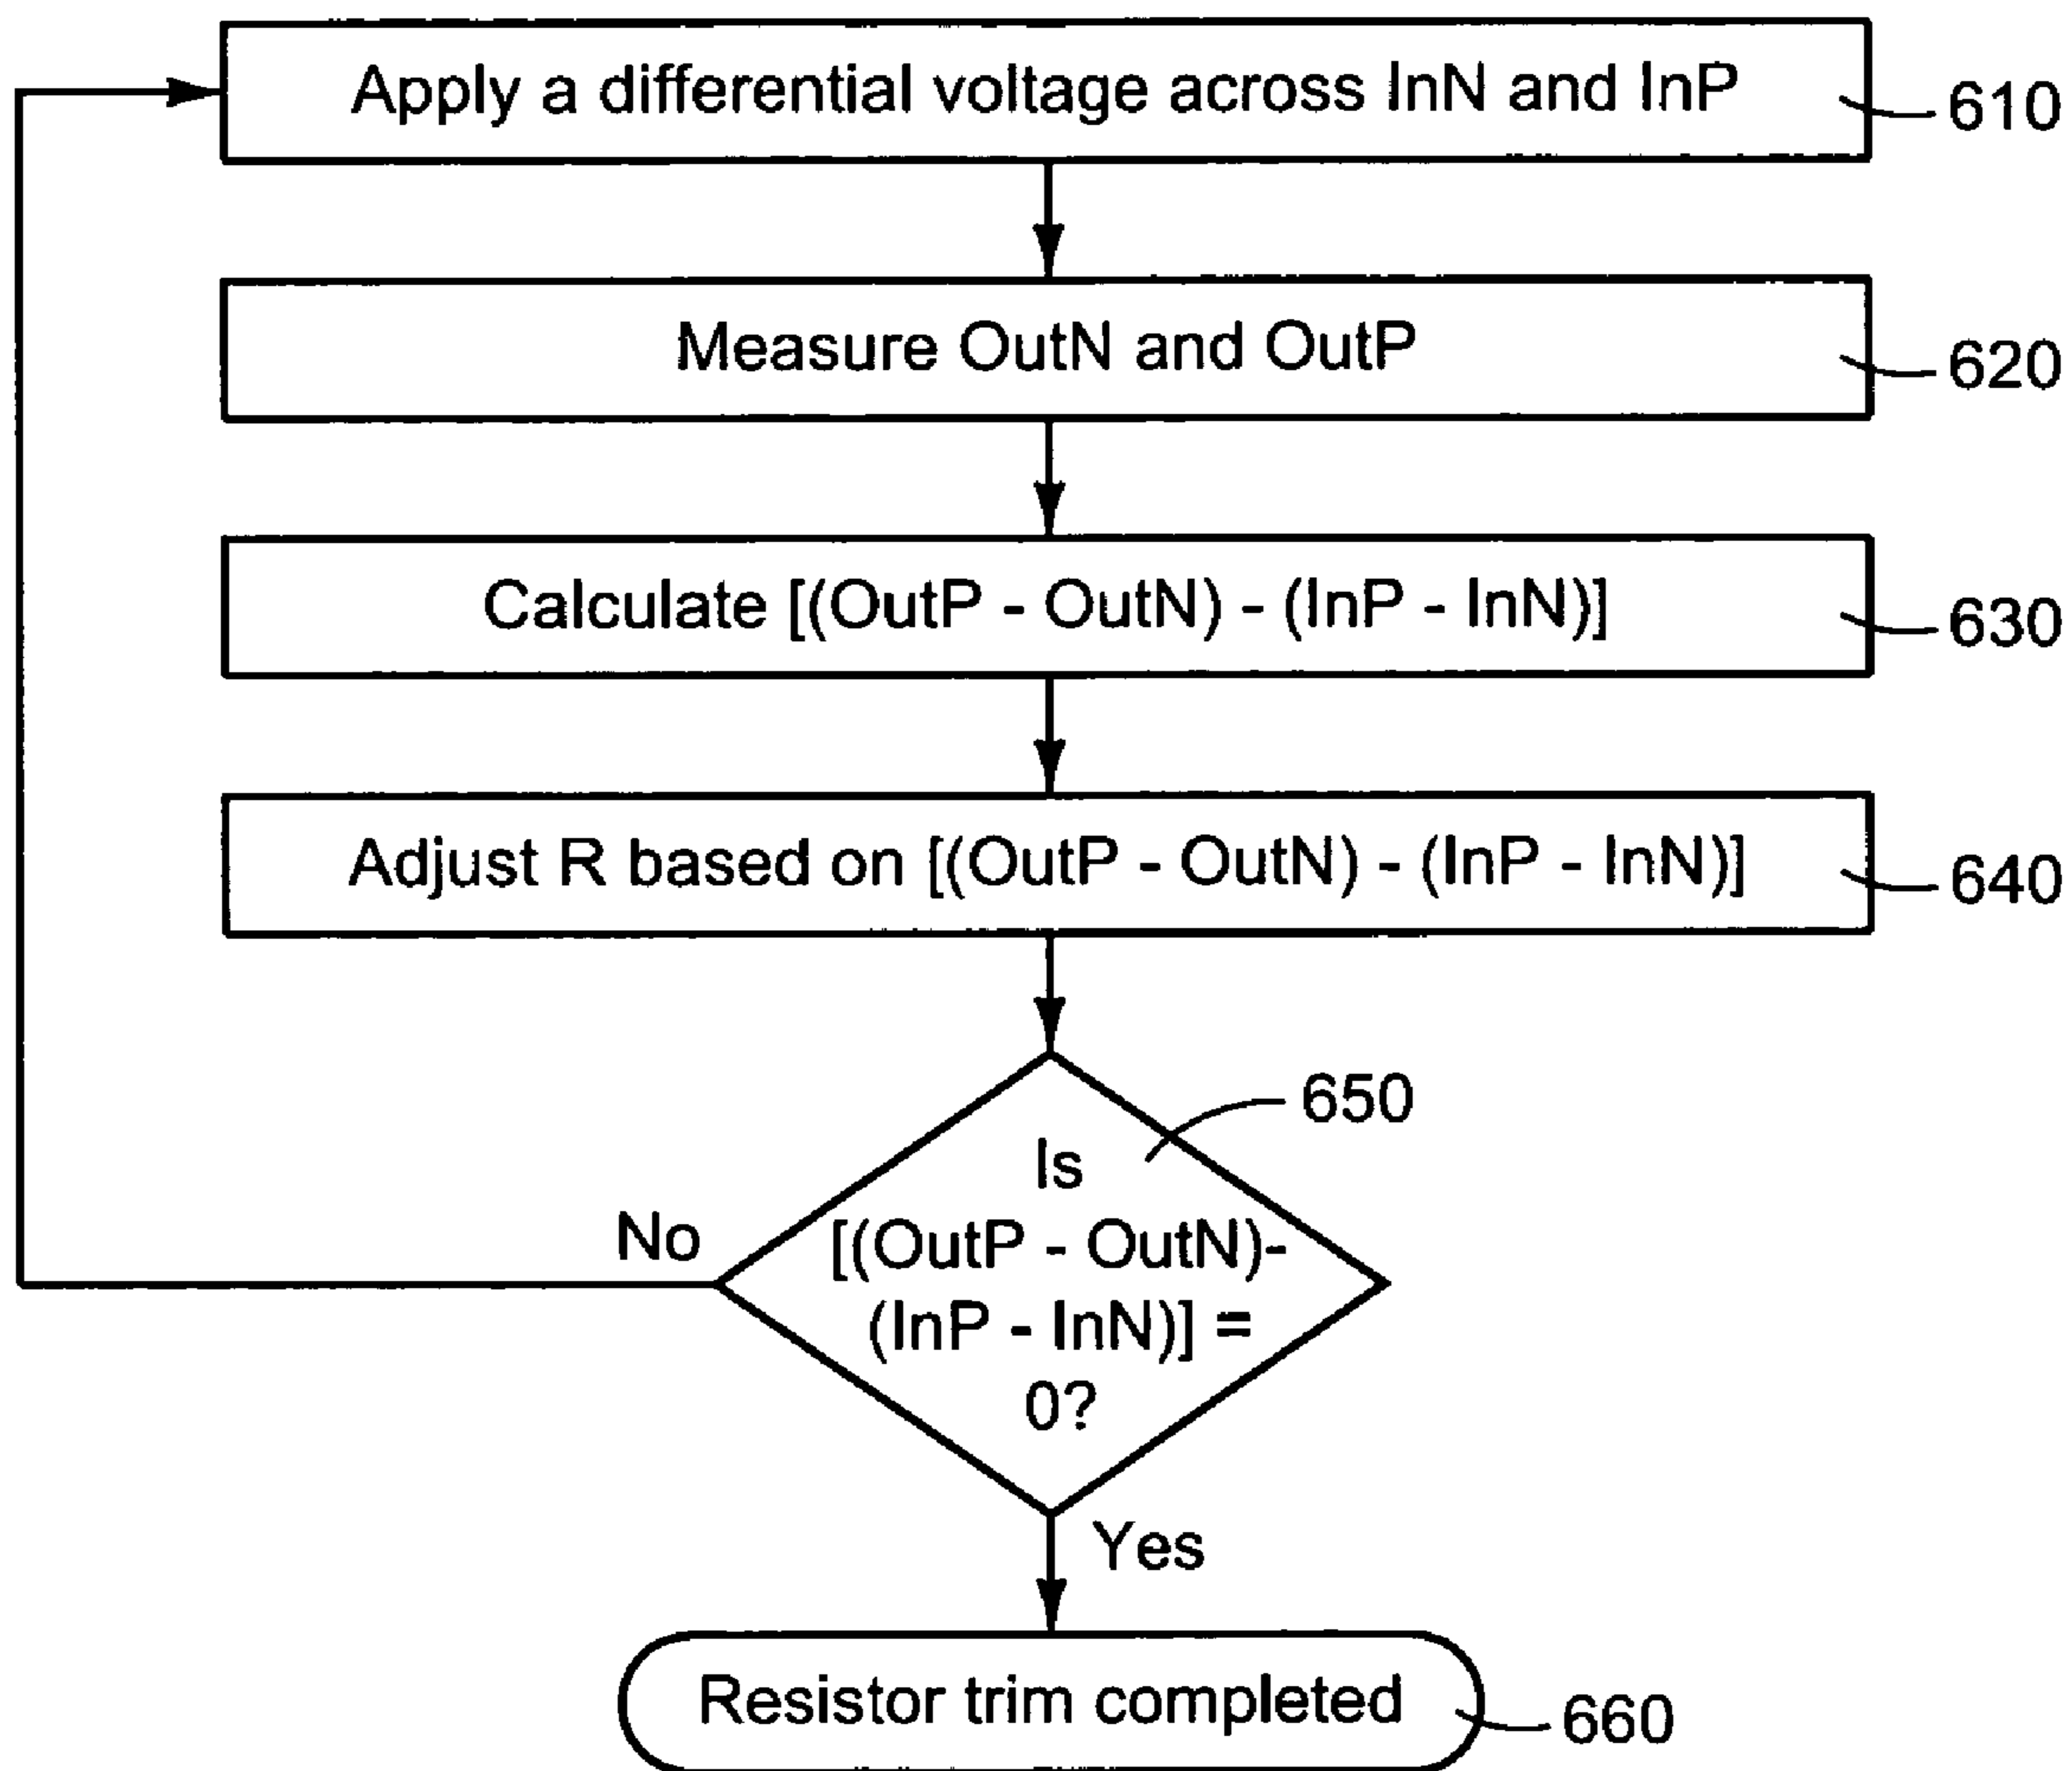 Apply a differential voltage across InN and InP
610
Measure OutN and OutP
620
Calculate [(OutP - OutN) - (InP - InN)]
630
Adjust R based on [(OutP - OutN) - (InP - InN)]
640
650
Is
[(OutP - OutN)-
(InP - InN)] =
0?
No
Yes
Resistor trim completed
660